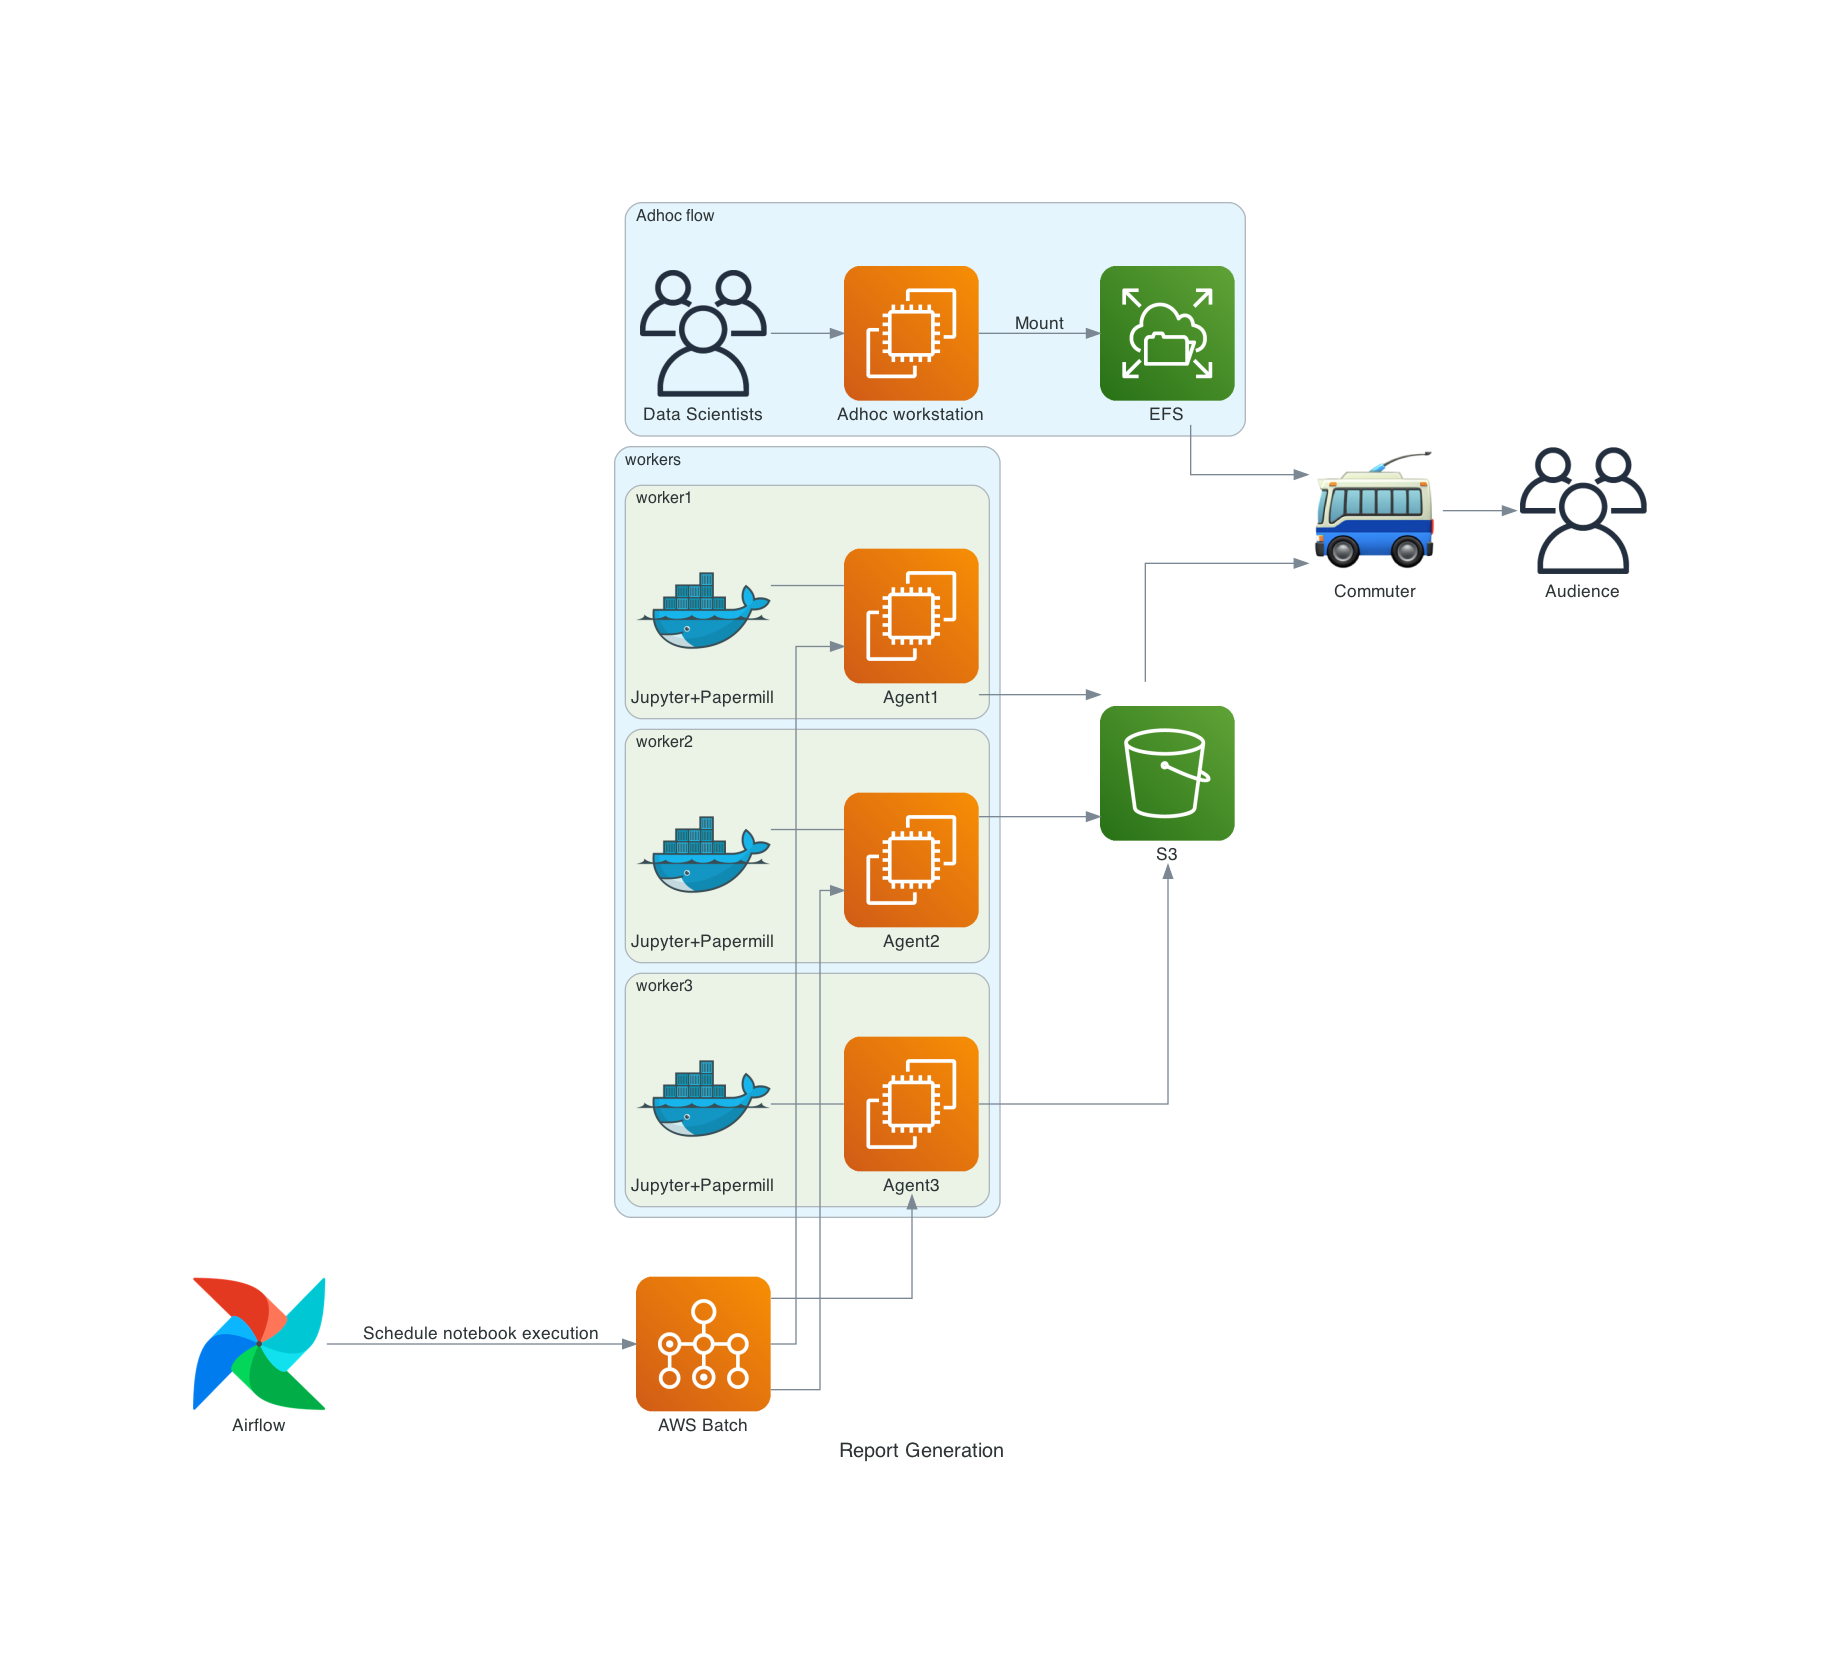 Adhoc flow
Data Scientists
Adhoc workstation
Mount
EFS
workers
worker1
Jupyter+Papermill
Agent1
worker2
Jupyter+Papermill
Agent2
worker3
Jupyter+Papermill
Agent3
S3
Commuter
Audience
Airflow
Schedule notebook execution
AWS Batch
Report Generation